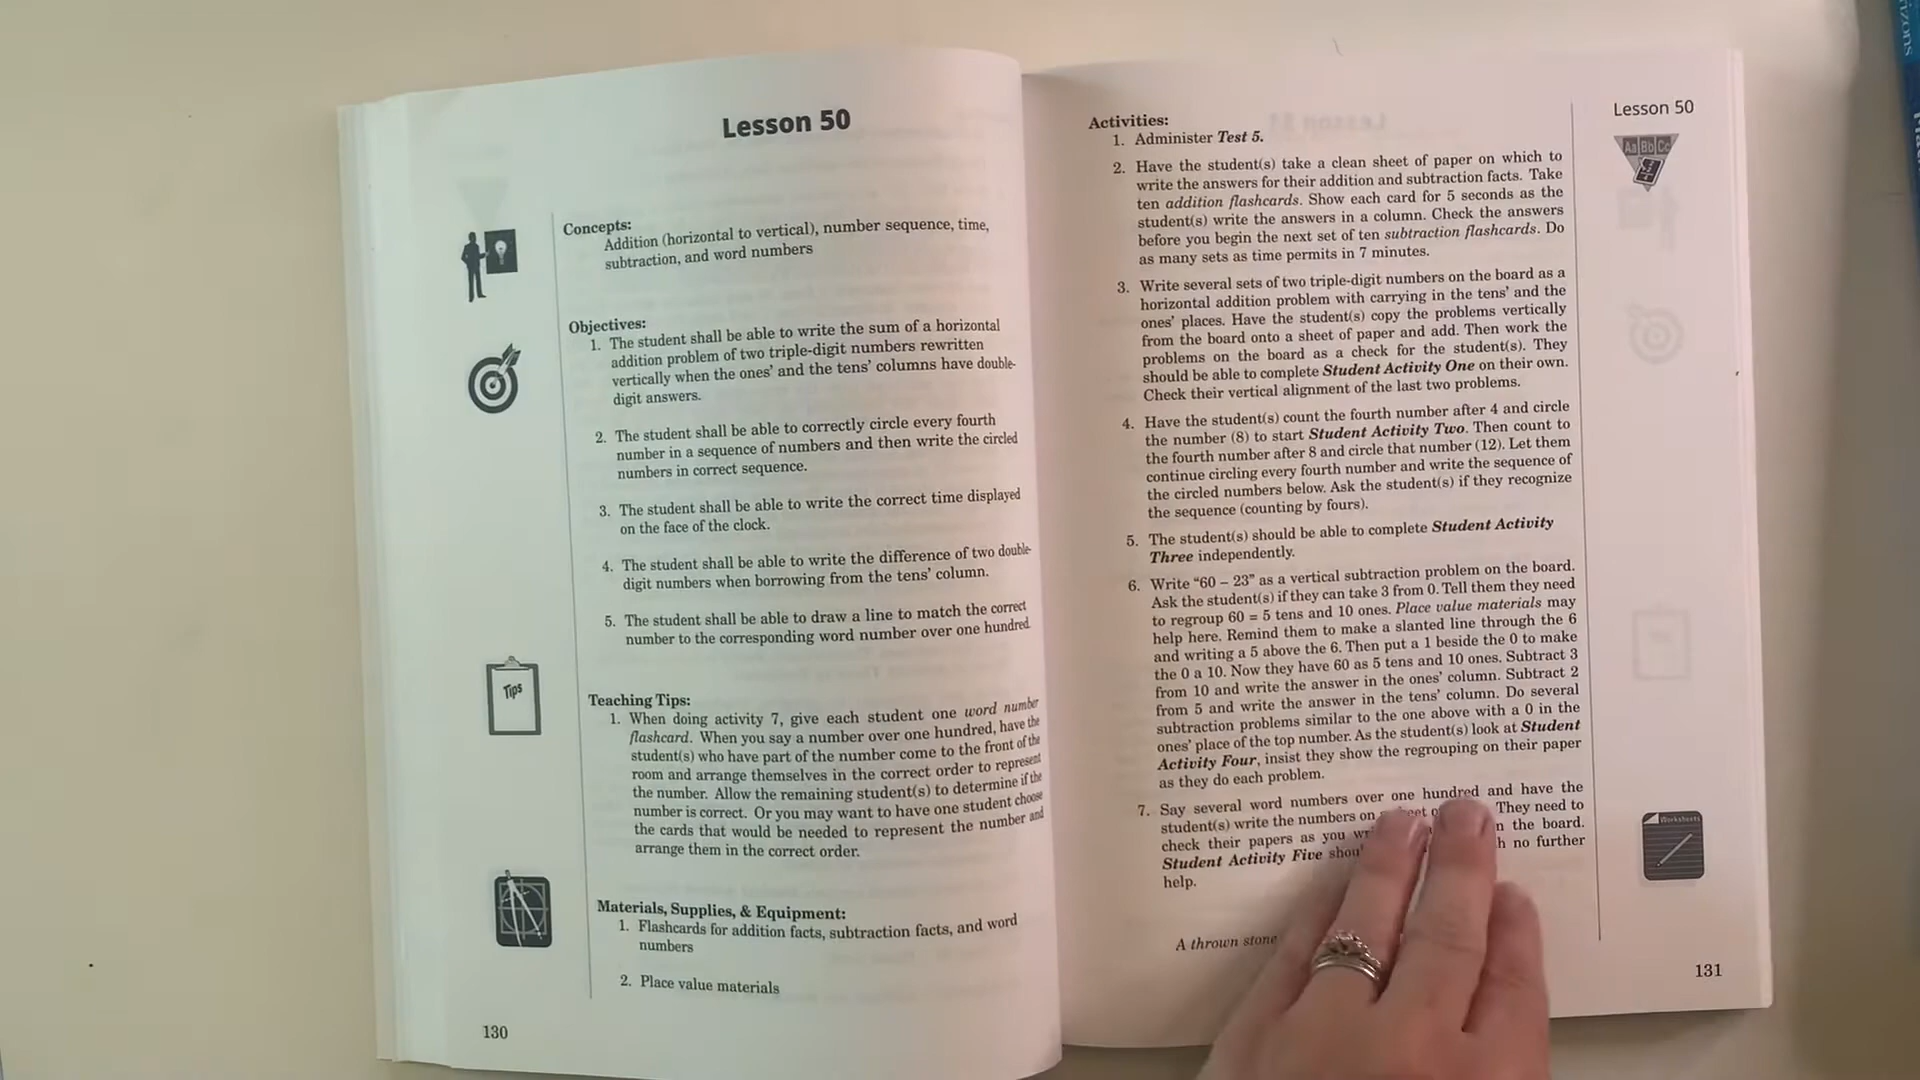 Lesson 50
Concepts:
Addition (horizontal to vertical), number sequence, time,
subtraction, and word numbers
Objectives:
1. The student shall be able to write the sum of a horizontal
addition problem of two triple-digit numbers rewritten
vertically when the ones' and the tens' columns have double-
digit answers.
2. The student shall be able to correctly circle every fourth
number in a sequence of numbers and then write the circled
numbers in correct sequence.
3. The student shall be able to write the correct time displayed
on the face of the clock.
4. The student shall be able to write the difference of two double-
digit numbers when borrowing from the tens' column.
5. The student shall be able to draw a line to match the correct
number to the corresponding word number over one hundred.
Tips
Teaching Tips:
1. When doing activity 7, give each student one word number
flashcard. When you say a number over one hundred, have the
student(s) who have part of the number come to the front of the
room and arrange themselves in the correct order to represent
the number. Allow the remaining student(s) to determine if the
number is correct. Or you may want to have one student choose
the cards that would be needed to represent the number and
arrange them in the correct order.
Materials, Supplies, & Equipment:
1. Flashcards for addition facts, subtraction facts, and word
numbers
2. Place value materials
130
Activities:
1. Administer Test 5.
2. Have the student(s) take a clean sheet of paper on which to
write the answers for their addition and subtraction facts. Take
ten addition flashcards. Show each card for 5 seconds as the
student(s) write the answers in a column. Check the answers
before you begin the next set of ten subtraction flashcards. Do
as many sets as time permits in 7 minutes.
3. Write several sets of two triple-digit numbers on the board as a
horizontal addition problem with carrying in the tens' and the
ones' places. Have the student(s) copy the problems vertically
from the board onto a sheet of paper and add. Then work the
problems on the board as a check for the student(s). They
should be able to complete Student Activity One on their own.
Check their vertical alignment of the last two problems.
4. Have the student(s) count the fourth number after 4 and circle
the number (8) to start Student Activity Two. Then count to
the fourth number after 8 and circle that number (12). Let them
continue circling every fourth number and write the sequence of
the circled numbers below. Ask the student(s) if they recognize
the sequence (counting by fours).
5. The student(s) should be able to complete Student Activity
Three independently.
6. Write “60 – 23” as a vertical subtraction problem on the board.
Ask the student(s) if they can take 3 from 0. Tell them they need
to regroup 60 = 5 tens and 10 ones. Place value materials may
help here. Remind them to make a slanted line through the 6
and writing a 5 above the 6. Then put a 1 beside the 0 to make
the 0 a 10. Now they have 60 as 5 tens and 10 ones. Subtract 3
from 10 and write the answer in the ones' column. Subtract 2
from 5 and write the answer in the tens' column. Do several
subtraction problems similar to the one above with a 0 in the
ones' place of the top number. As the student(s) look at Student
Activity Four, insist they show the regrouping on their paper
as they do each problem.
7. Say several word numbers over one hundred and have the
student(s) write the numbers on They need to
check their papers as you the board.
Student Activity Five no further
help.
A thrown stone
Lesson 50
Aa Bb Cc
Worksheets
131